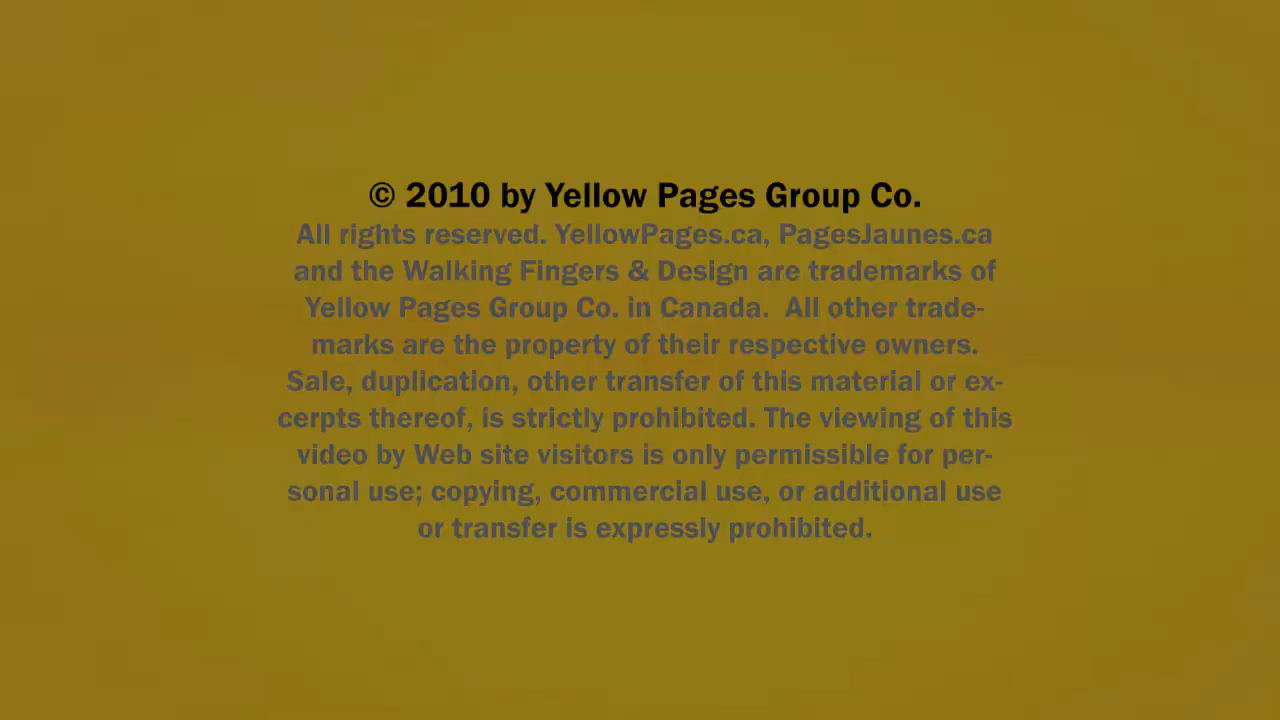 © 2010 by Yellow Pages Group Co.
All rights reserved. YellowPages.ca, PagesJaunes.ca
and the Walking Fingers & Design are trademarks of
Yellow Pages Group Co. in Canada.  All other trade-
marks are the property of their respective owners.
Sale, duplication, other transfer of this material or ex-
cerpts thereof, is strictly prohibited. The viewing of this
video by Web site visitors is only permissible for per-
sonal use; copying, commercial use, or additional use
or transfer is expressly prohibited.